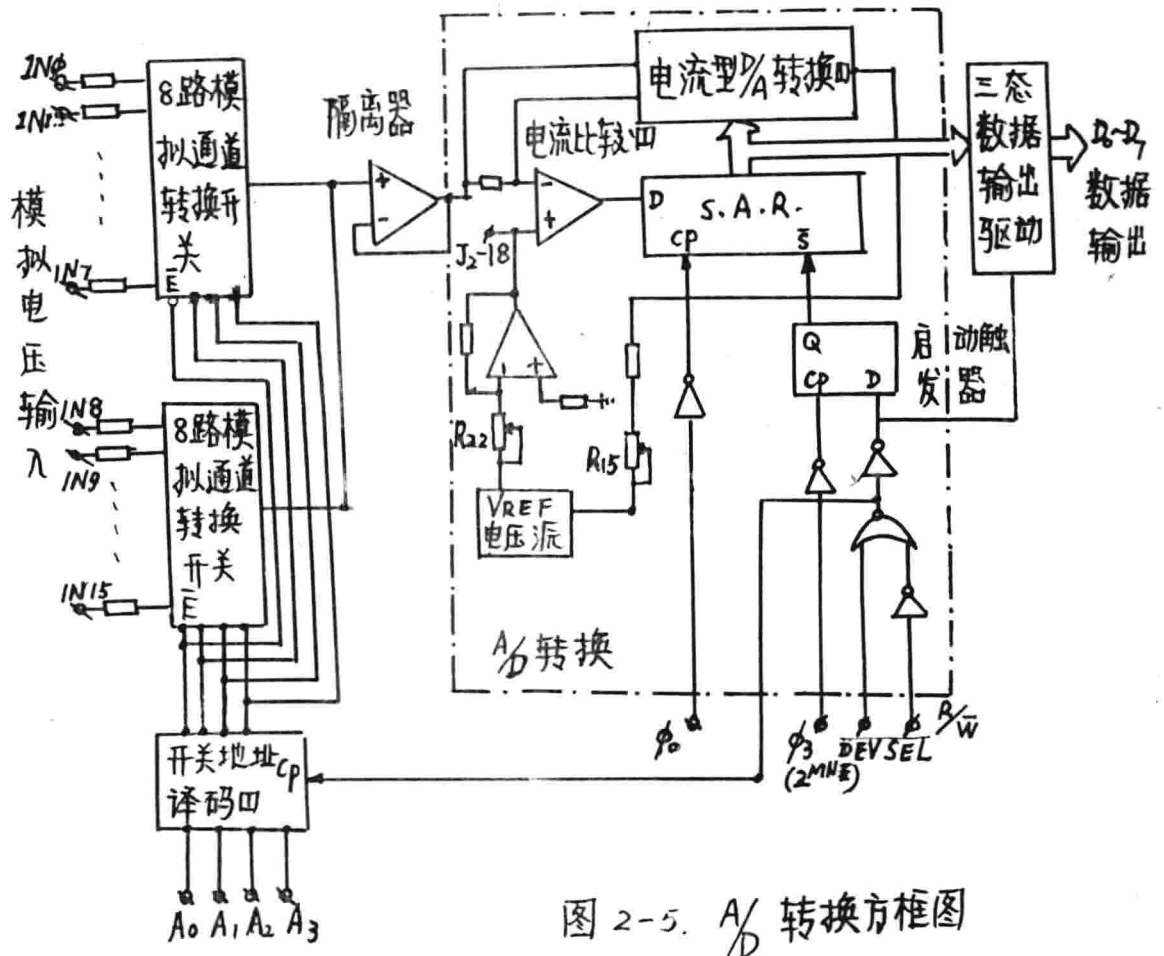 IN0
IN1
IN7
8路模
拟通道
转换开
关
E̅
模拟电压输入
IN8
IN9
IN15
8路模
拟通道
转换
开关
E̅
开关地址
译码口
CP
A0 A1 A2 A3
隔离器
+
-
电流型D/A转换口
电流比较口
-
+
J2-18
D S.A.R.
CP S̅
- +
R22
VREF
电压派
R15
Q
CP D
启动触
发器
三态
数据
输出
驱动
D0~D7
数据
输出
A/D转换
φ0
φ3
(2MHz)
D̅E̅V̅ S̅E̅L̅
R/W̅
图 2-5. A/D 转换方框图